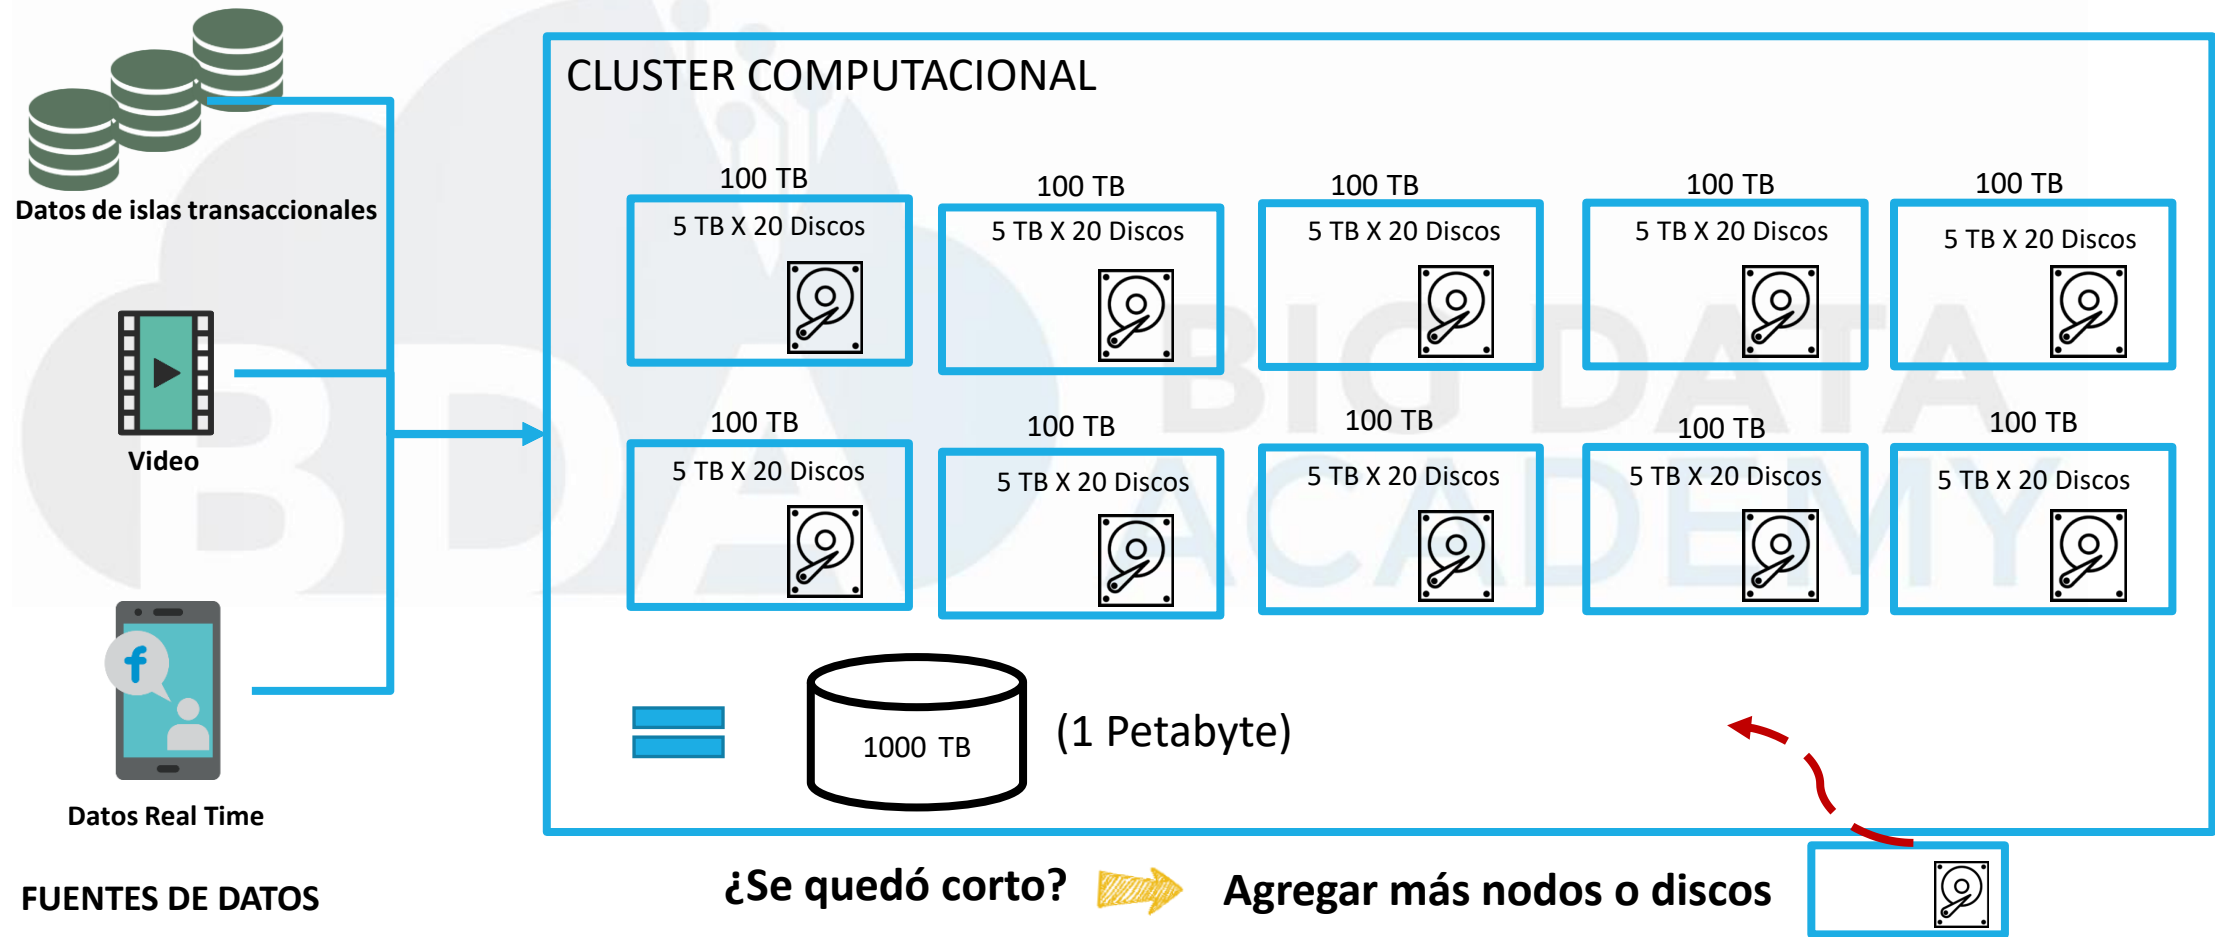 CLUSTER COMPUTACIONAL
Datos de islas transaccionales
Video
Datos Real Time
FUENTES DE DATOS
100 TB
5 TB X 20 Discos
100 TB
5 TB X 20 Discos
100 TB
5 TB X 20 Discos
100 TB
5 TB X 20 Discos
100 TB
5 TB X 20 Discos
100 TB
5 TB X 20 Discos
100 TB
5 TB X 20 Discos
100 TB
5 TB X 20 Discos
100 TB
5 TB X 20 Discos
100 TB
5 TB X 20 Discos
1000 TB
(1 Petabyte)
¿Se quedó corto?
Agregar más nodos o discos
f
BDA
BIG DATA
ACADEMY